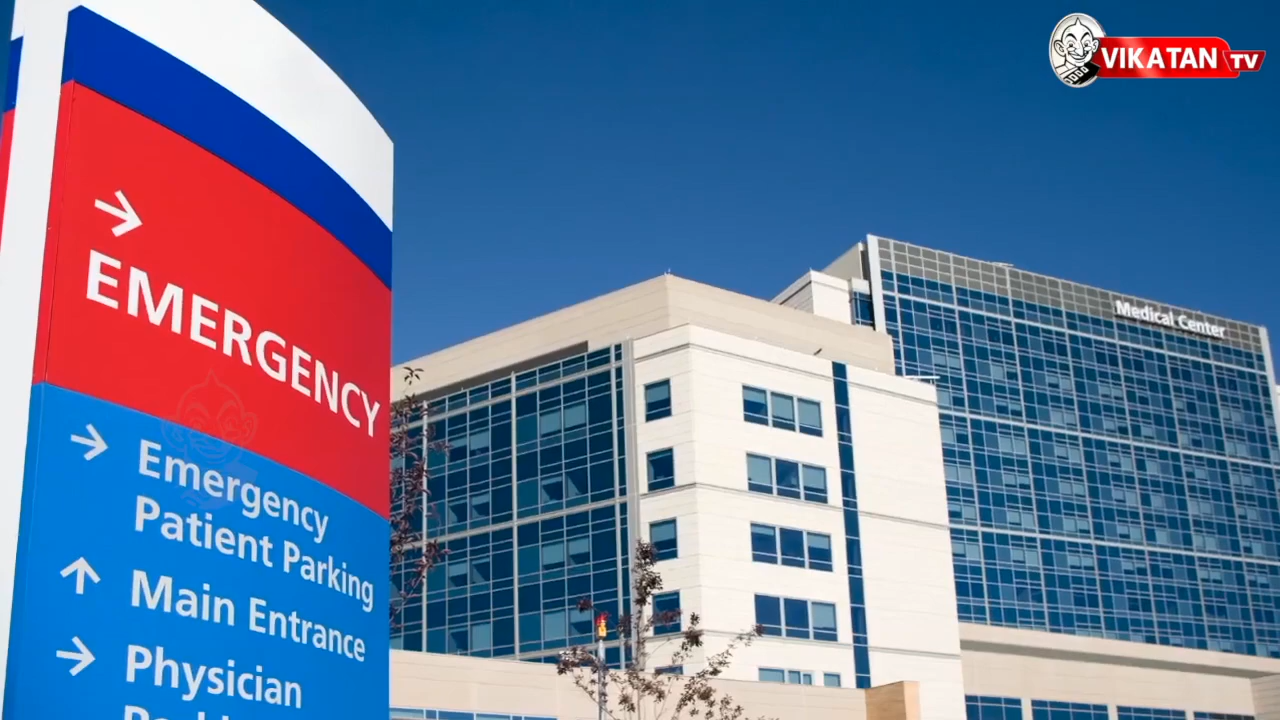 VIKATAN TV
EMERGENCY
Emergency
Patient Parking
Main Entrance
Physician
Medical Center